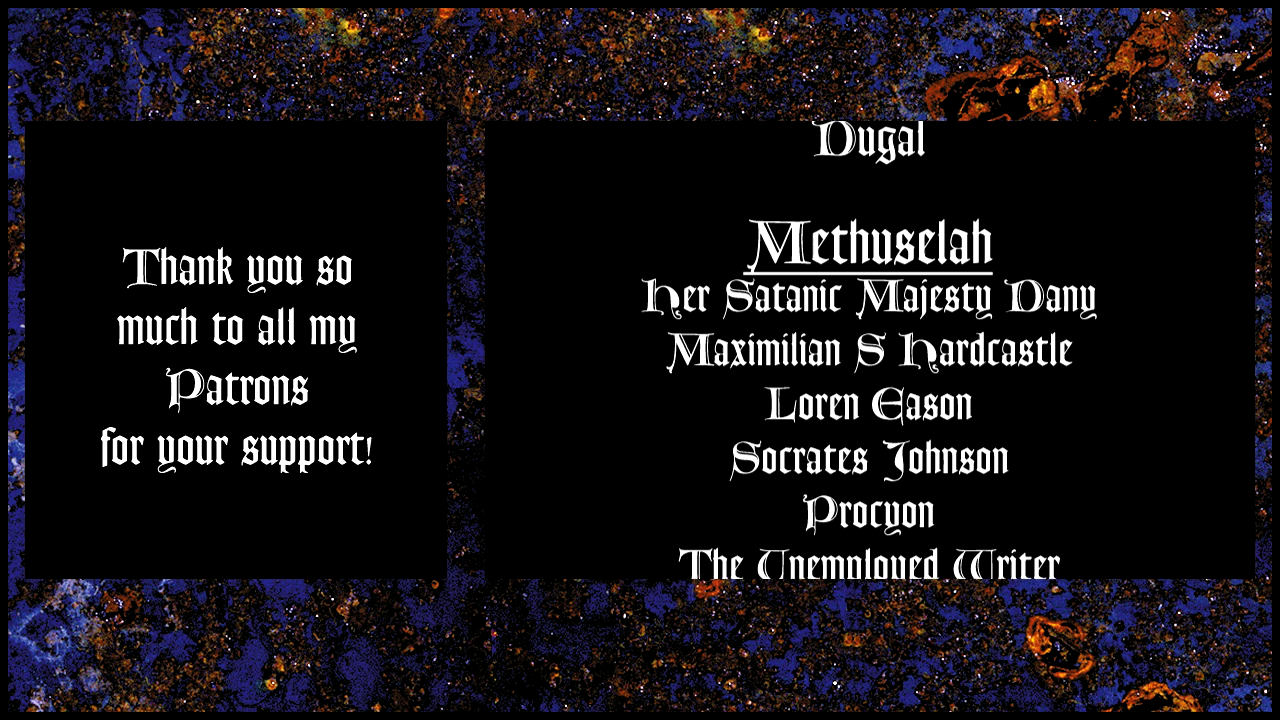 Thank you so
much to all my
Patrons
for your support!
Dugal
Methuselah
Her Satanic Majesty Dany
Maximilian S Hardcastle
Loren Eason
Socrates Johnson
Procyon
The Unemployed Writer